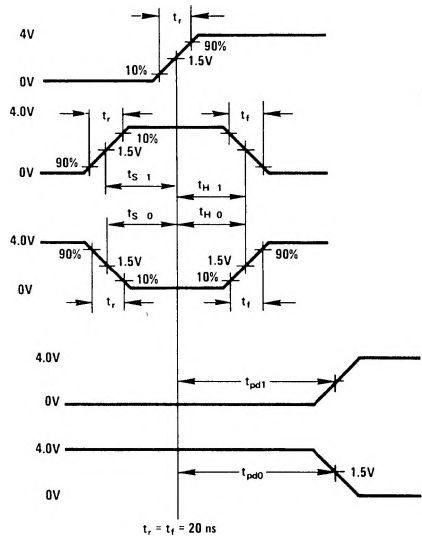 tr
4V
90%
1.5V
10%
0V
4.0V
tr
tf
10%
1.5V
90%
tS 1
tH 1
0V
tS 0
tH 0
4.0V
90%
1.5V
1.5V
90%
10%
10%
0V
tr
tf
4.0V
tpd1
0V
4.0V
tpd0
1.5V
0V
tr = tf = 20 ns